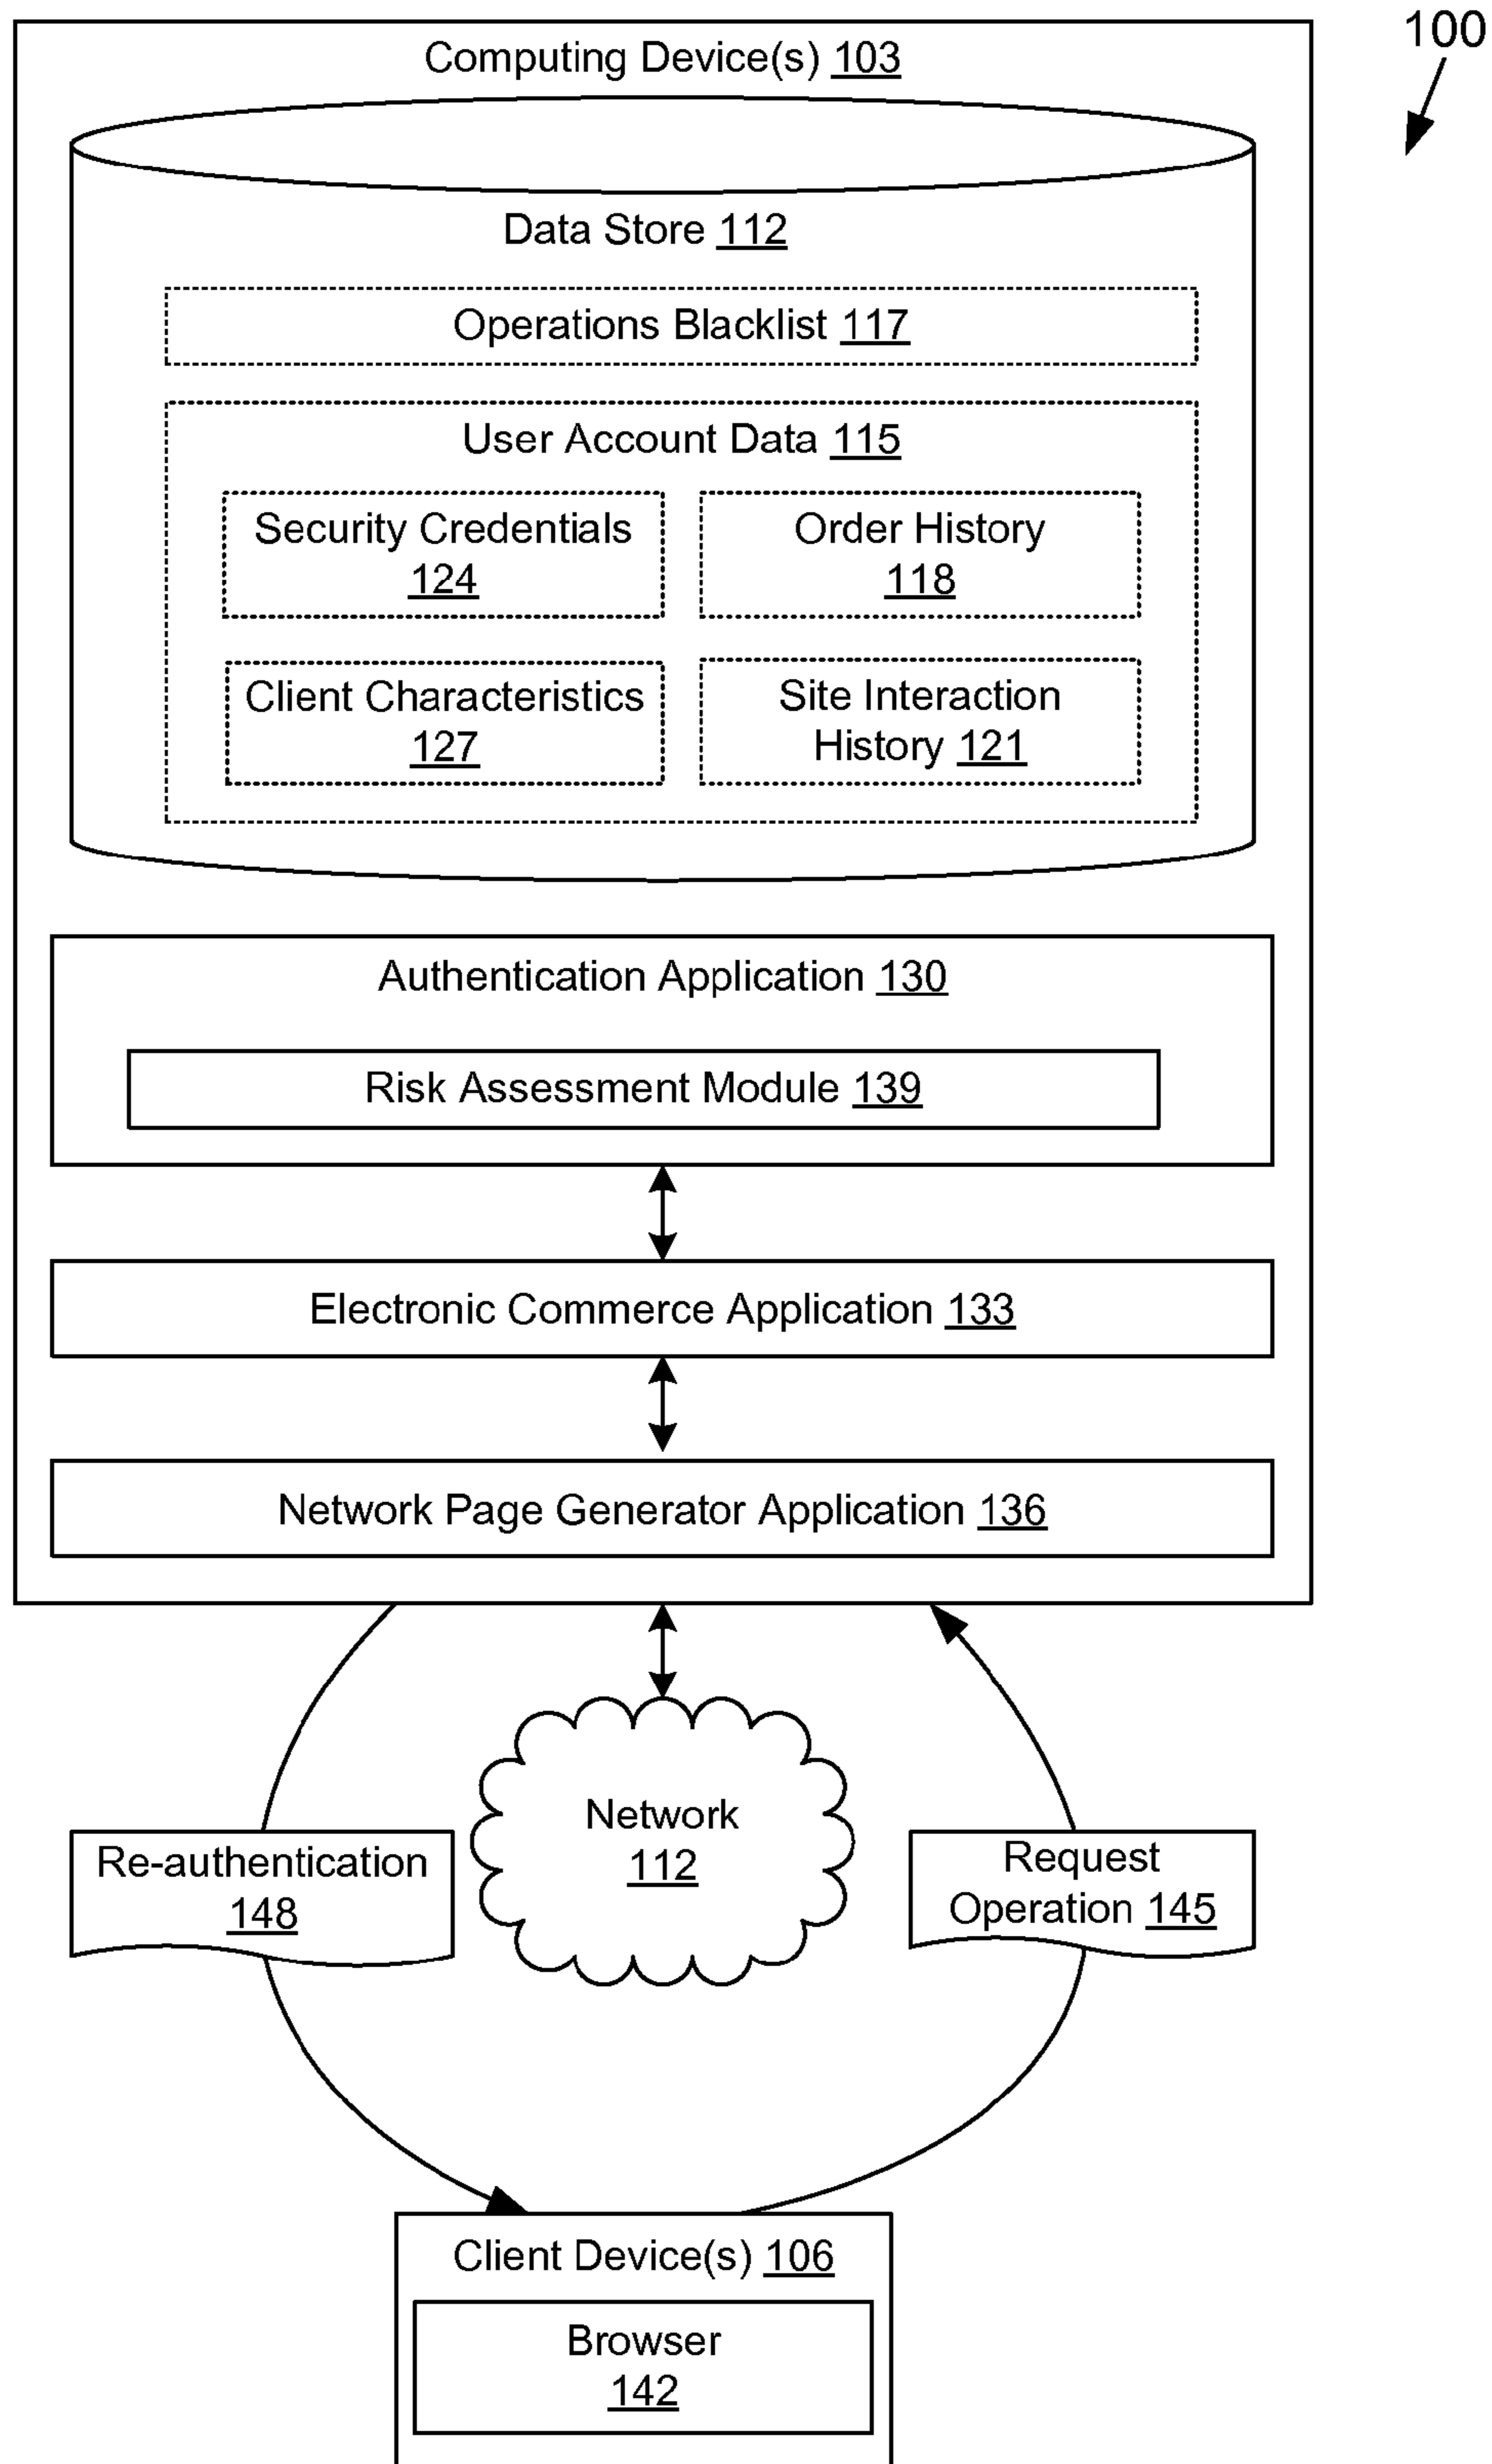 100
Computing Device(s) 103
Data Store 112
Operations Blacklist 117
User Account Data 115
Security Credentials
124
Order History
118
Client Characteristics
127
Site Interaction
History 121
Authentication Application 130
Risk Assessment Module 139
Electronic Commerce Application 133
Network Page Generator Application 136
Re-authentication
148
Network
112
Request
Operation 145
Client Device(s) 106
Browser
142